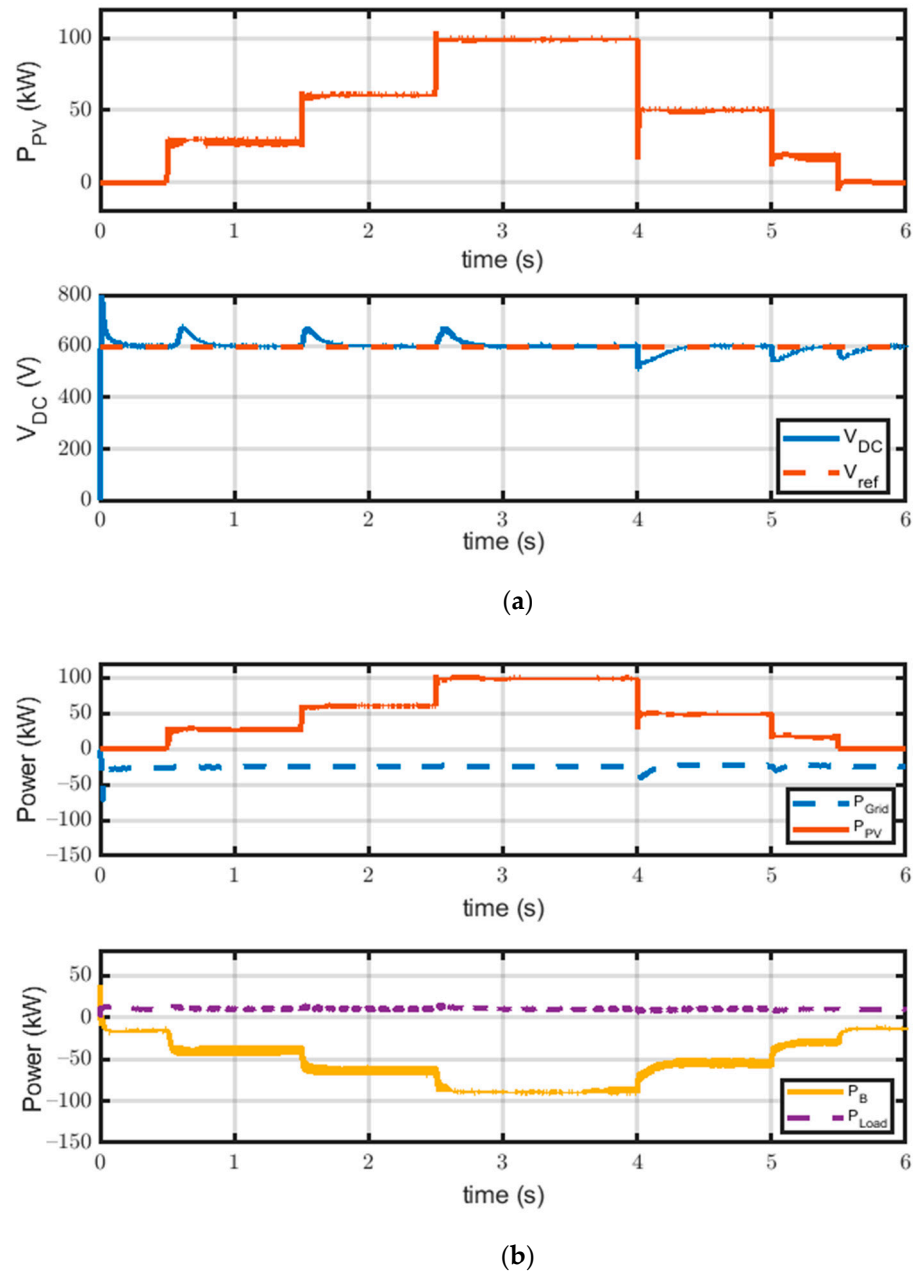 100
50
0
P_PV (kW)
0 1 2 3 4 5 6
time (s)
800
600
400
200
0
V_DC (V)
V_DC
V_ref
0 1 2 3 4 5 6
time (s)
(a)
100
50
0
−50
−100
−150
Power (kW)
P_Grid
P_PV
0 1 2 3 4 5 6
time (s)
50
0
−50
−100
−150
Power (kW)
P_B
P_Load
0 1 2 3 4 5 6
time (s)
(b)